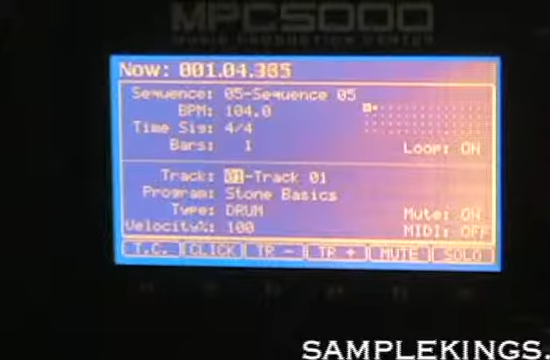 MPC5000
MUSIC PRODUCTION CENTER
Now: 001.04.305
Sequence: 05-Sequence 05
BPM: 104.0
Time Sig: 4/4
Bars: 1 Loop: ON
Track: 01-Track 01
Program: Stone Basics
Type: DRUM Mute: ON
Velocity%: 100 MIDI: OFF
T.C. CLICK TR - TR + MUTE SOLO
SAMPLEKINGS.